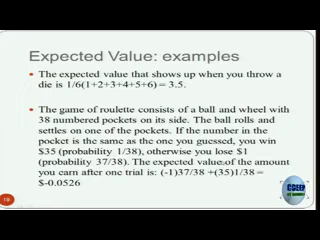 Expected Value: examples
• The expected value that shows up when you throw a
die is 1/6(1+2+3+4+5+6) = 3.5.
• The game of roulette consists of a ball and wheel with
38 numbered pockets on its side. The ball rolls and
settles on one of the pockets. If the number in the
pocket is the same as the one you guessed, you win
$35 (probability 1/38), otherwise you lose $1
(probability 37/38). The expected value of the amount
you earn after one trial is: (-1)37/38 +(35)1/38 =
$-0.0526
19